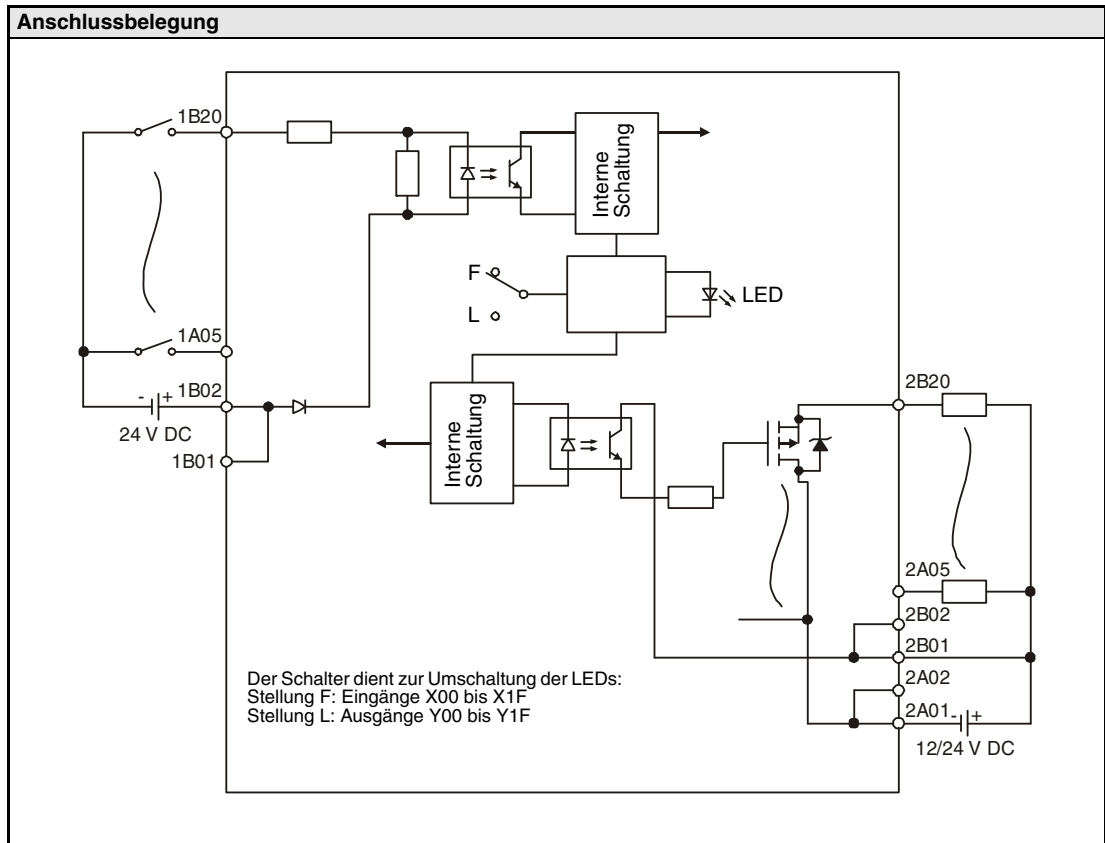 Anschlussbelegung
1B20
Interne
Schaltung
F
L
LED
1A05
1B02
- +
24 V DC
1B01
Interne
Schaltung
2B20
2A05
2B02
2B01
2A02
2A01
- +
12/24 V DC
Der Schalter dient zur Umschaltung der LEDs:
Stellung F: Eingänge X00 bis X1F
Stellung L: Ausgänge Y00 bis Y1F